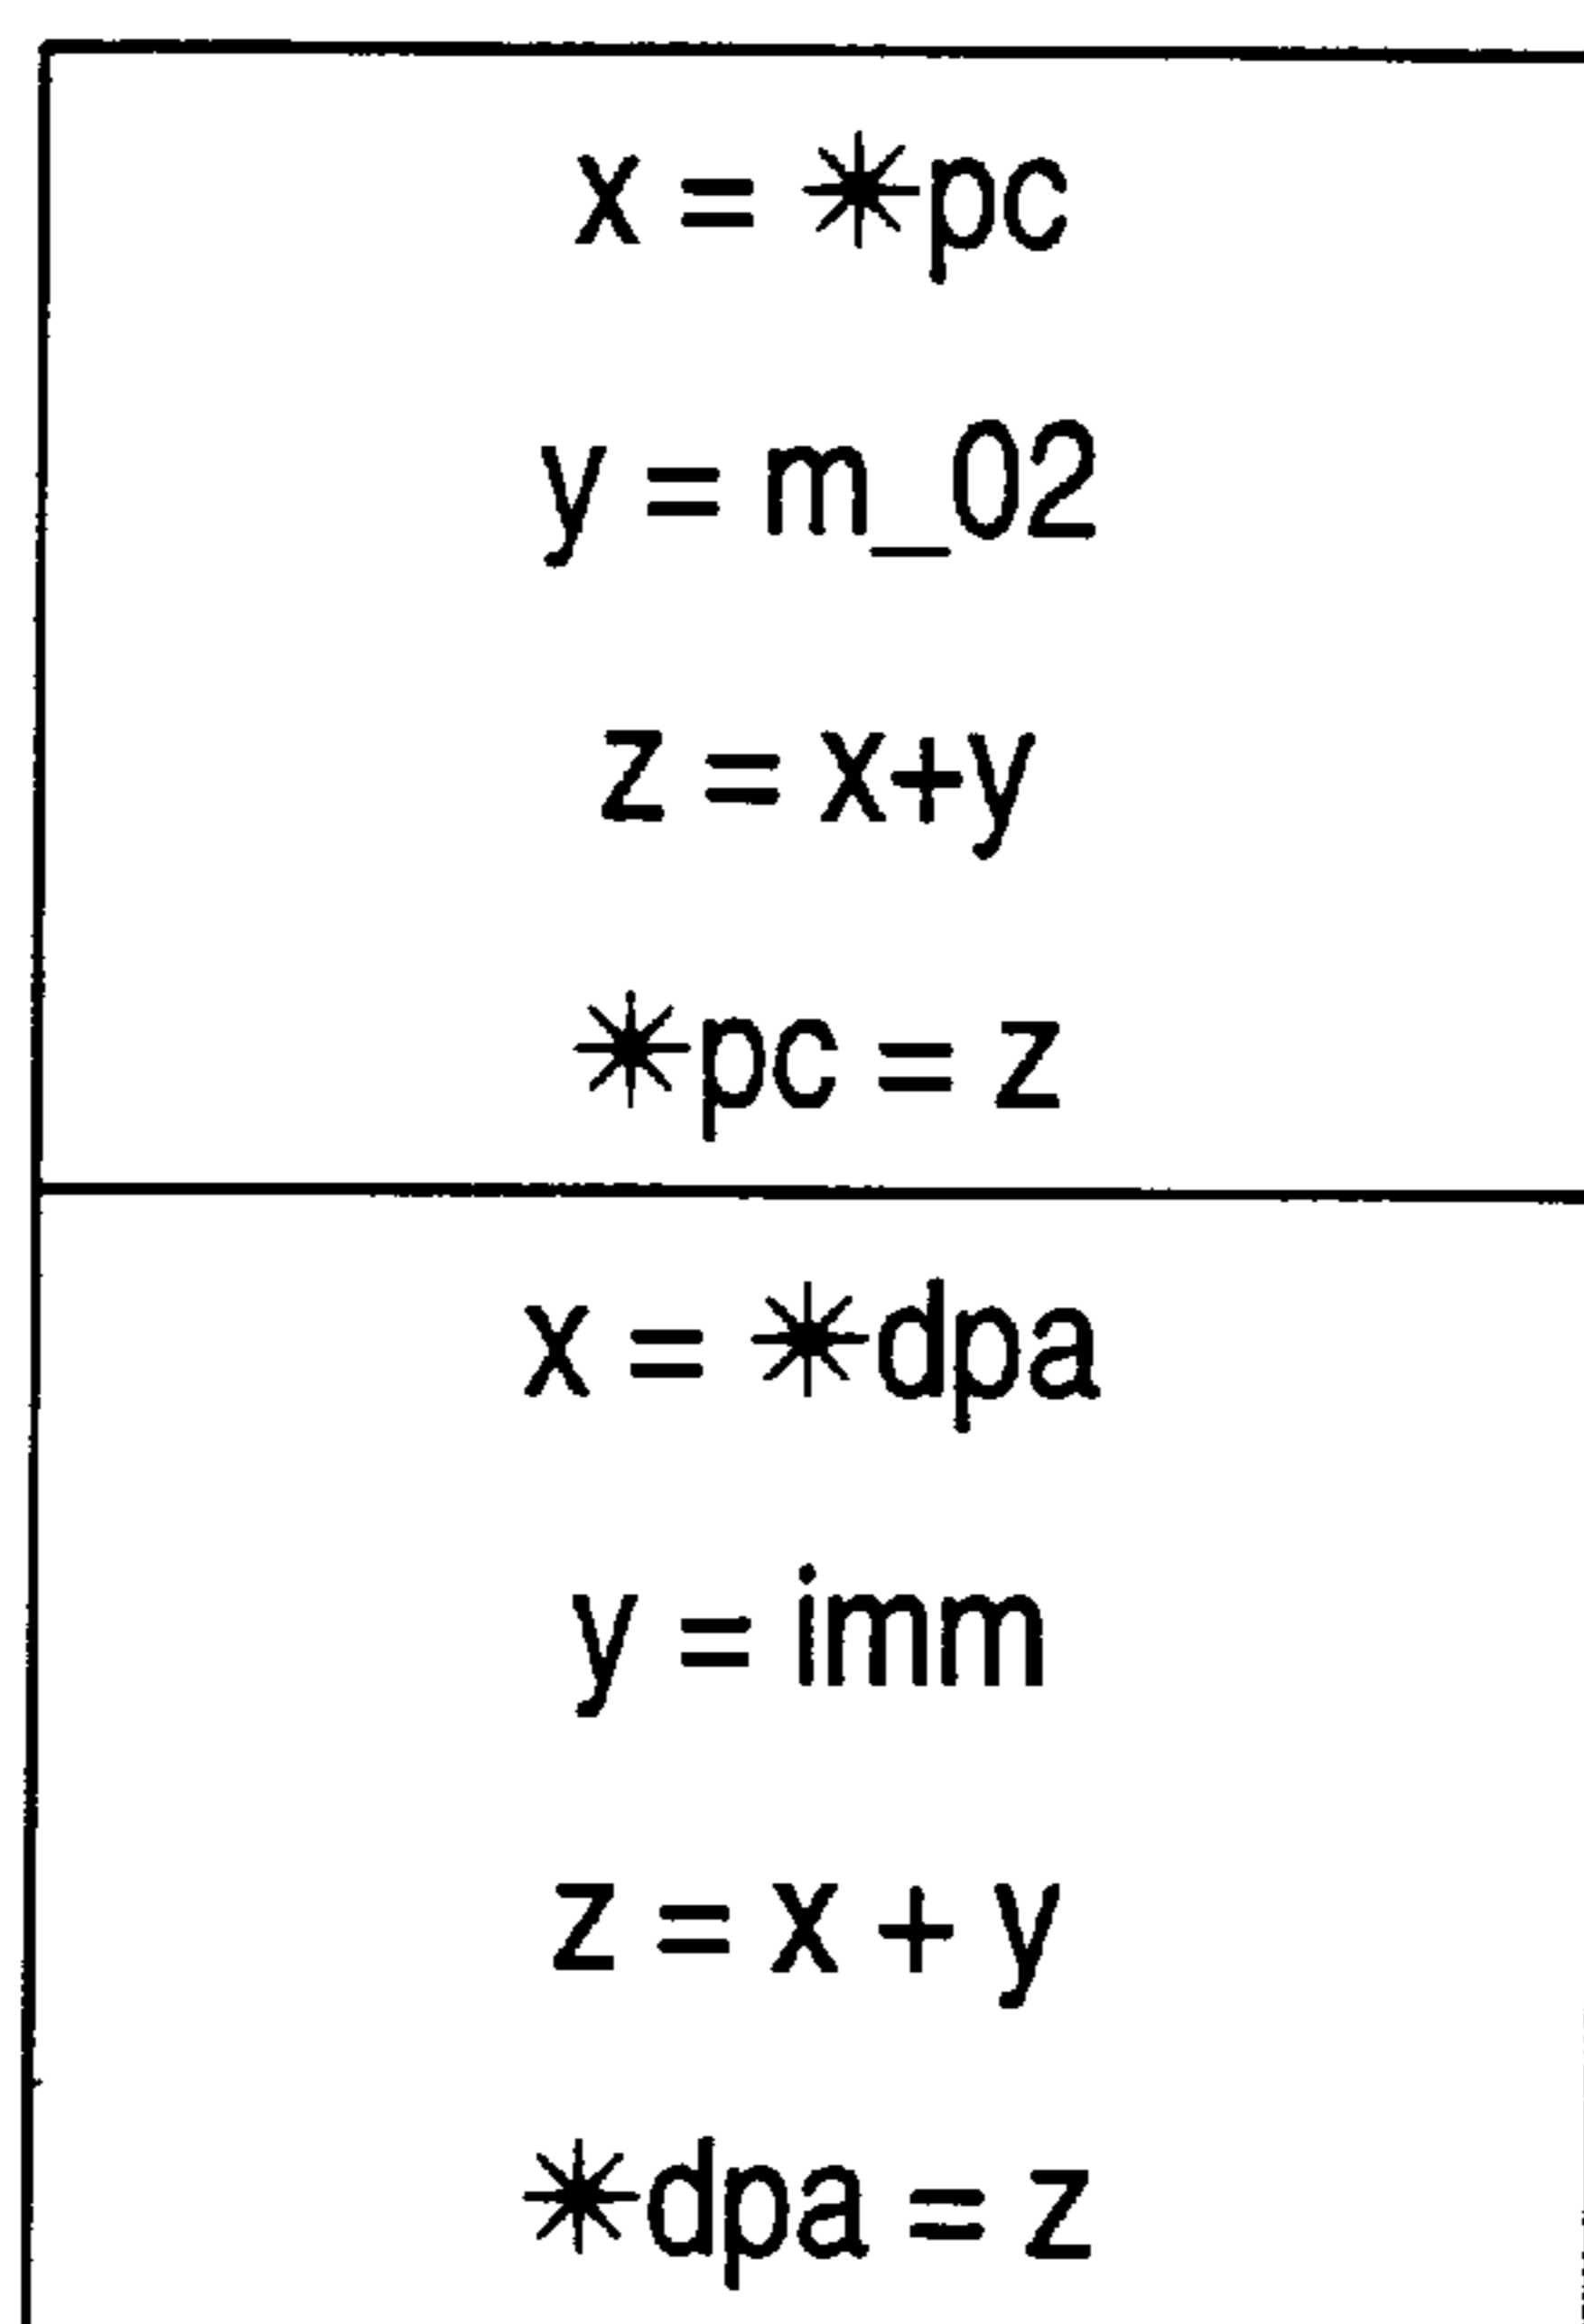 x = *pc
y = m_02
z = x+y
*pc = z
x = *dpa
y = imm
z = x + y
*dpa = z